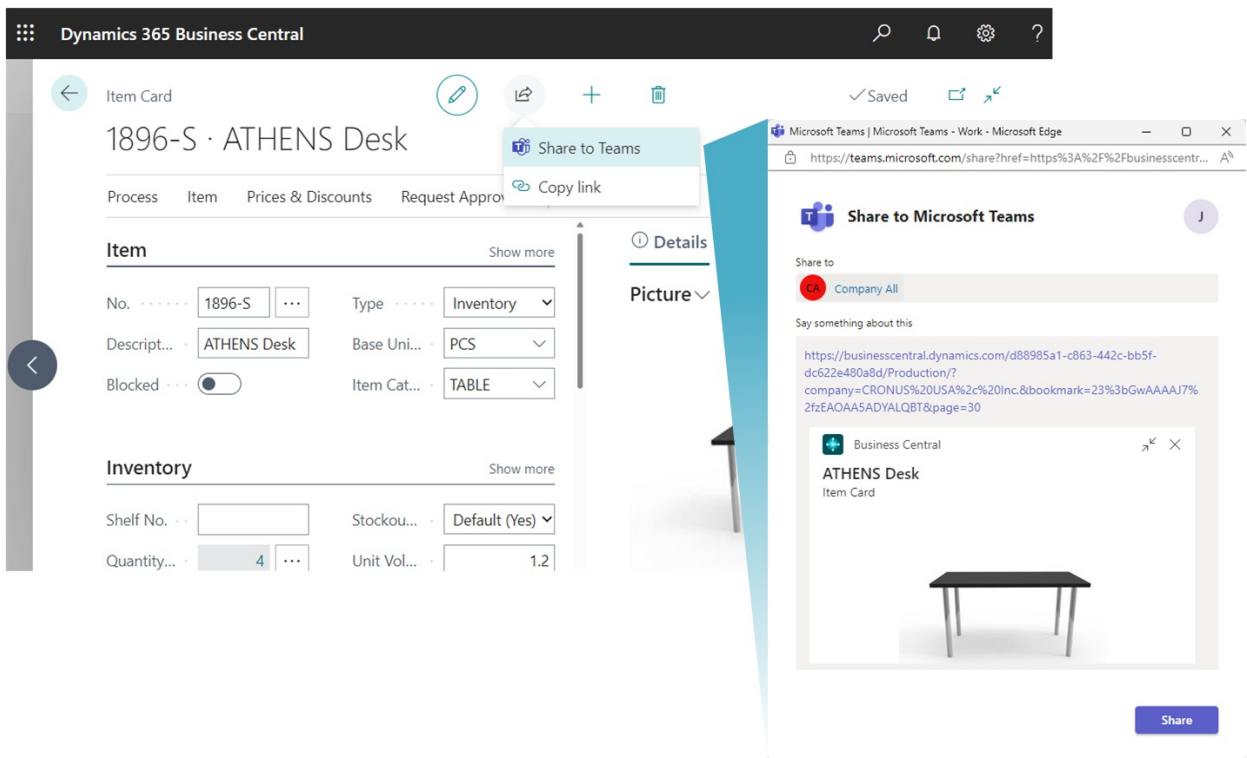 Dynamics 365 Business Central
?
Item Card
Saved
1896-S · ATHENS Desk
Share to Teams
Copy link
Process Item Prices & Discounts Request Approv
Item
Show more
No. 1896-S ... Type Inventory
Descript... ATHENS Desk Base Uni... PCS
Blocked Item Cat... TABLE
Inventory
Show more
Shelf No. Stockou... Default (Yes)
Quantity... 4 ... Unit Vol... 1.2
Details
Picture
Microsoft Teams | Microsoft Teams - Work - Microsoft Edge
https://teams.microsoft.com/share?href=https%3A%2F%2Fbusinesscentr...
T
Share to Microsoft Teams
J
Share to
CA Company All
Say something about this
https://businesscentral.dynamics.com/d88985a1-c863-442c-bb5f-
dc622e480a8d/Production/?
company=CRONUS%20USA%2c%20Inc.&bookmark=23%3bGwAAAAJ7%
2fzEAOAA5ADYALQBT&page=30
Business Central
ATHENS Desk
Item Card
Share